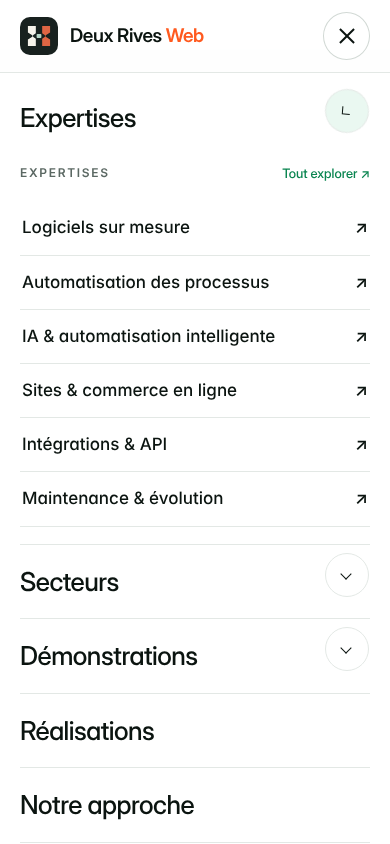 Deux Rives Web
Expertises
EXPERTISES
Tout explorer ↗
Logiciels sur mesure
Automatisation des processus
IA & automatisation intelligente
Sites & commerce en ligne
Intégrations & API
Maintenance & évolution
Secteurs
Démonstrations
Réalisations
Notre approche